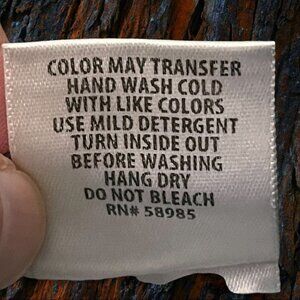 COLOR MAY TRANSFER
HAND WASH COLD
WITH LIKE COLORS
USE MILD DETERGENT
TURN INSIDE OUT
BEFORE WASHING
HANG DRY
DO NOT BLEACH
RN# 58985